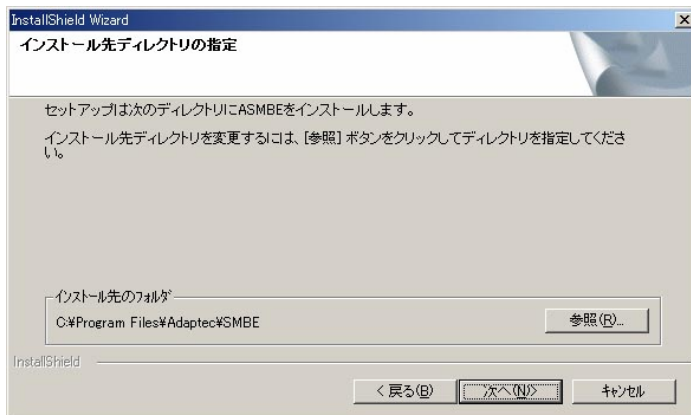 InstallShield Wizard
インストール先ディレクトリの指定
セットアップは次のディレクトリにASMBEをインストールします。
インストール先ディレクトリを変更するには、[参照] ボタンをクリックしてディレクトリを指定してくださ
い。
インストール先のフォルダ
C:¥Program Files¥Adaptec¥SMBE
参照(R)...
InstallShield
< 戻る(B)
次へ(N)>
キャンセル